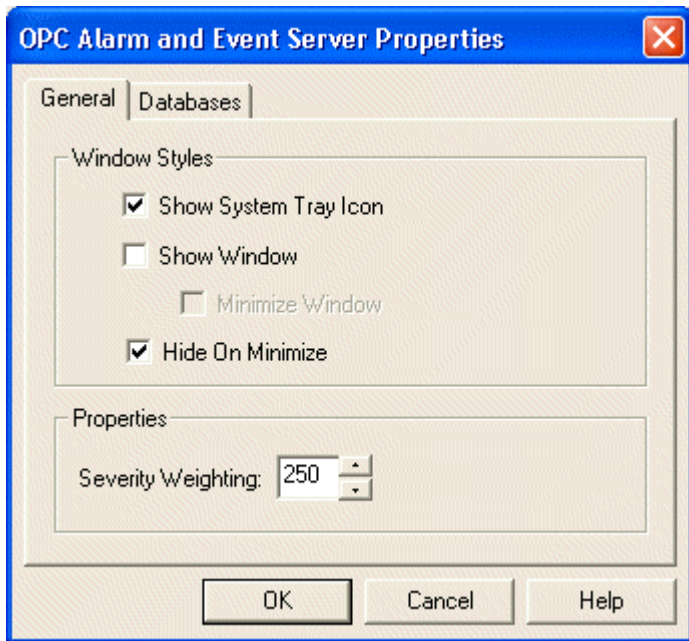 OPC Alarm and Event Server Properties
General Databases
Window Styles
Show System Tray Icon
Show Window
Minimize Window
Hide On Minimize
Properties
Severity Weighting: 250
OK Cancel Help